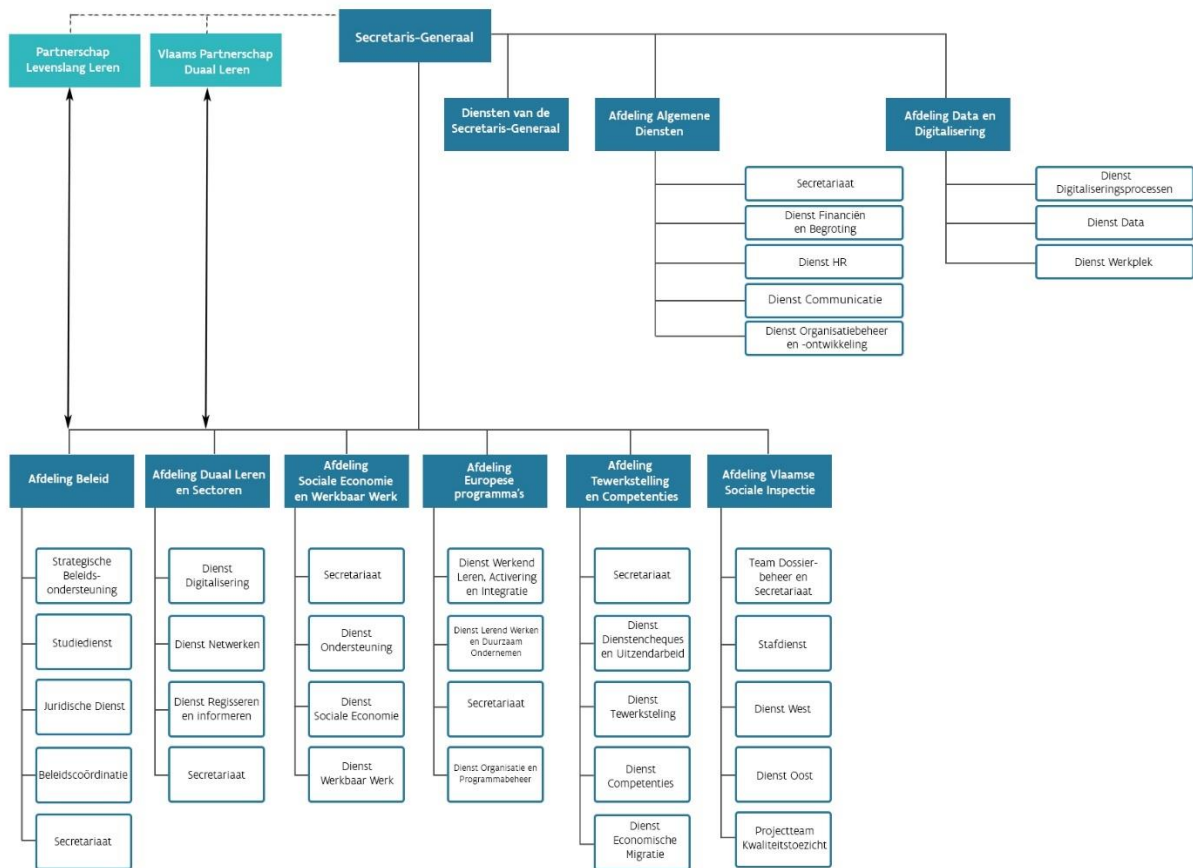 Secretaris-Generaal
Partnerschap
Levenslang Leren
Vlaams Partnerschap
Duaal Leren
Diensten van de
Secretaris-Generaal
Afdeling Algemene
Diensten
Afdeling Data en
Digitalisering
Secretariaat
Dienst Financiën
en Begroting
Dienst HR
Dienst Communicatie
Dienst Organisatiebeheer
en -ontwikkeling
Dienst
Digitaliseringsprocessen
Dienst Data
Dienst Werkplek
Afdeling Beleid
Strategische
Beleids-
ondersteuning
Studiedienst
Juridische Dienst
Beleidscoördinatie
Secretariaat
Afdeling Duaal Leren
en Sectoren
Dienst
Digitalisering
Dienst Netwerken
Dienst Regisseren
en informeren
Secretariaat
Afdeling
Sociale Economie
en Werkbaar Werk
Secretariaat
Dienst
Ondersteuning
Dienst
Sociale Economie
Dienst
Werkbaar Werk
Afdeling
Europese
programma's
Dienst Werkend
Leren, Activering
en Integratie
Dienst Lerend Werken
en Duurzaam
Ondernemen
Secretariaat
Dienst Organisatie en
Programmabeheer
Afdeling
Tewerkstelling
en Competenties
Secretariaat
Dienst
Dienstencheques
en Uitzendarbeid
Dienst
Tewerksteling
Dienst
Competenties
Dienst
Economische
Migratie
Afdeling Vlaamse
Sociale Inspectie
Team Dossier-
beheer en
Secretariaat
Stafdienst
Dienst West
Dienst Oost
Projectteam
Kwaliteitstoezicht